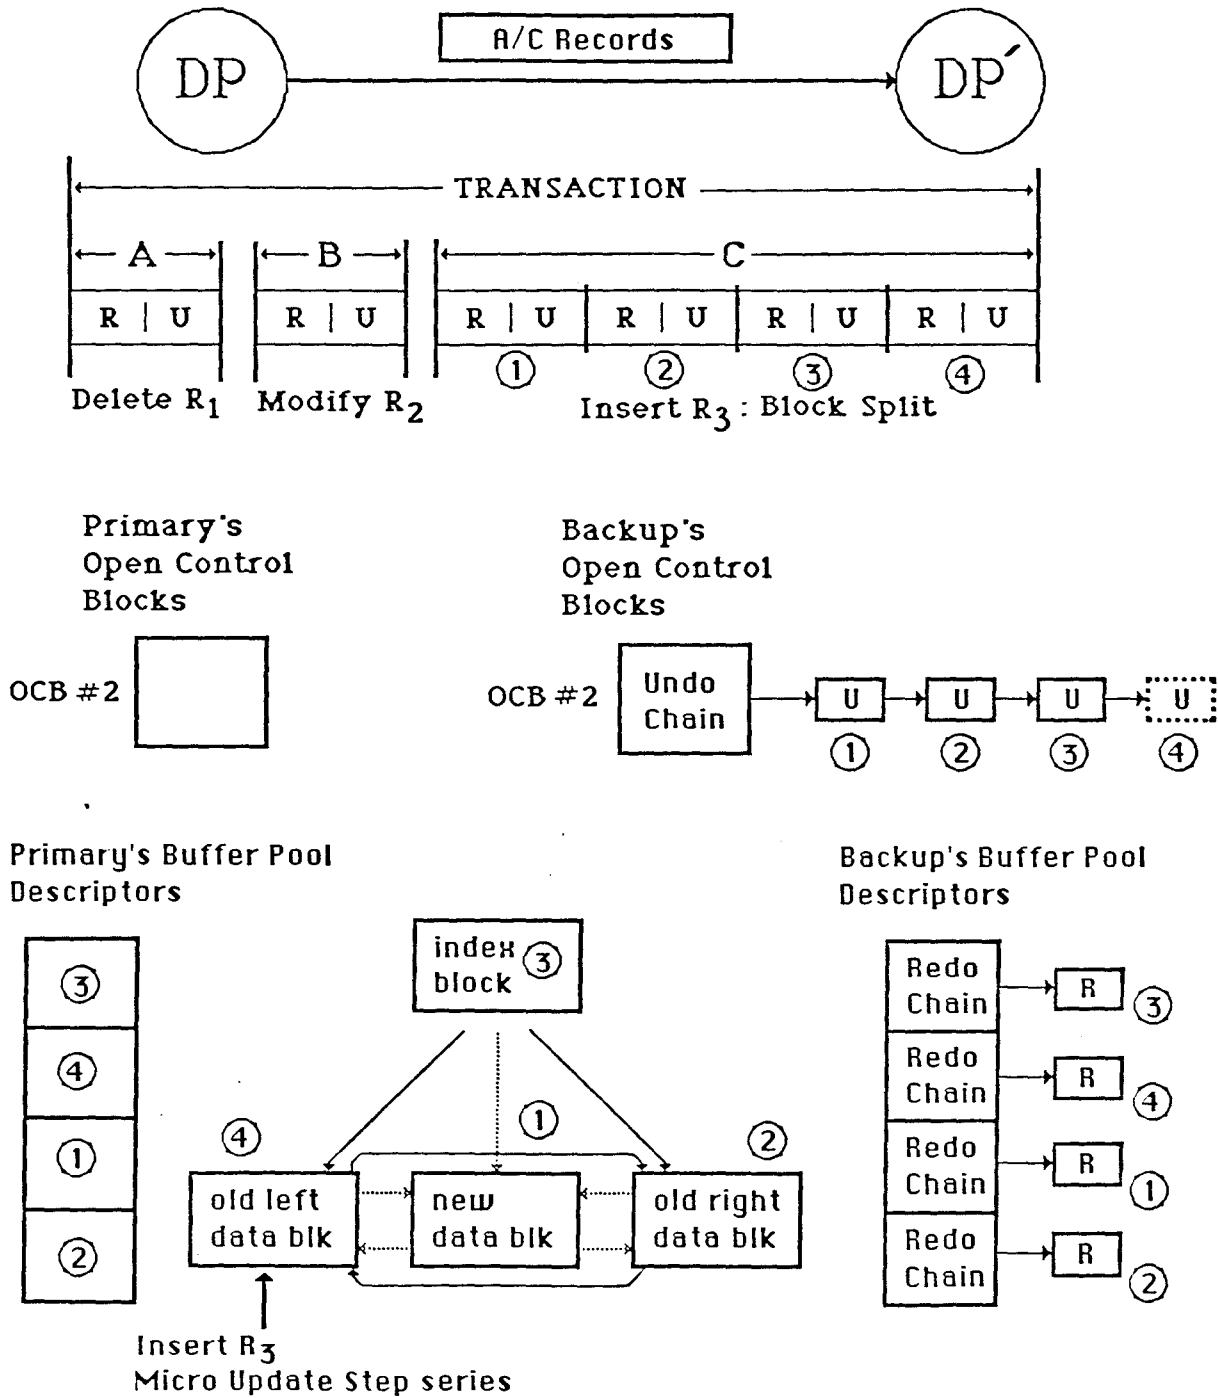 A/C Records
DP
DP´
TRANSACTION
A
B
C
R | U
R | U
R | U
R | U
R | U
R | U
①
②
③
④
Delete R1
Modify R2
Insert R3 : Block Split
Primary's
Open Control
Blocks
Backup's
Open Control
Blocks
OCB #2
OCB #2
Undo
Chain
U
U
U
U
①
②
③
④
Primary's Buffer Pool
Descriptors
Backup's Buffer Pool
Descriptors
③
④
①
②
index
block
③
④
①
②
old left
data blk
new
data blk
old right
data blk
Insert R3
Micro Update Step series
Redo
Chain
R
③
Redo
Chain
R
④
Redo
Chain
R
①
Redo
Chain
R
②